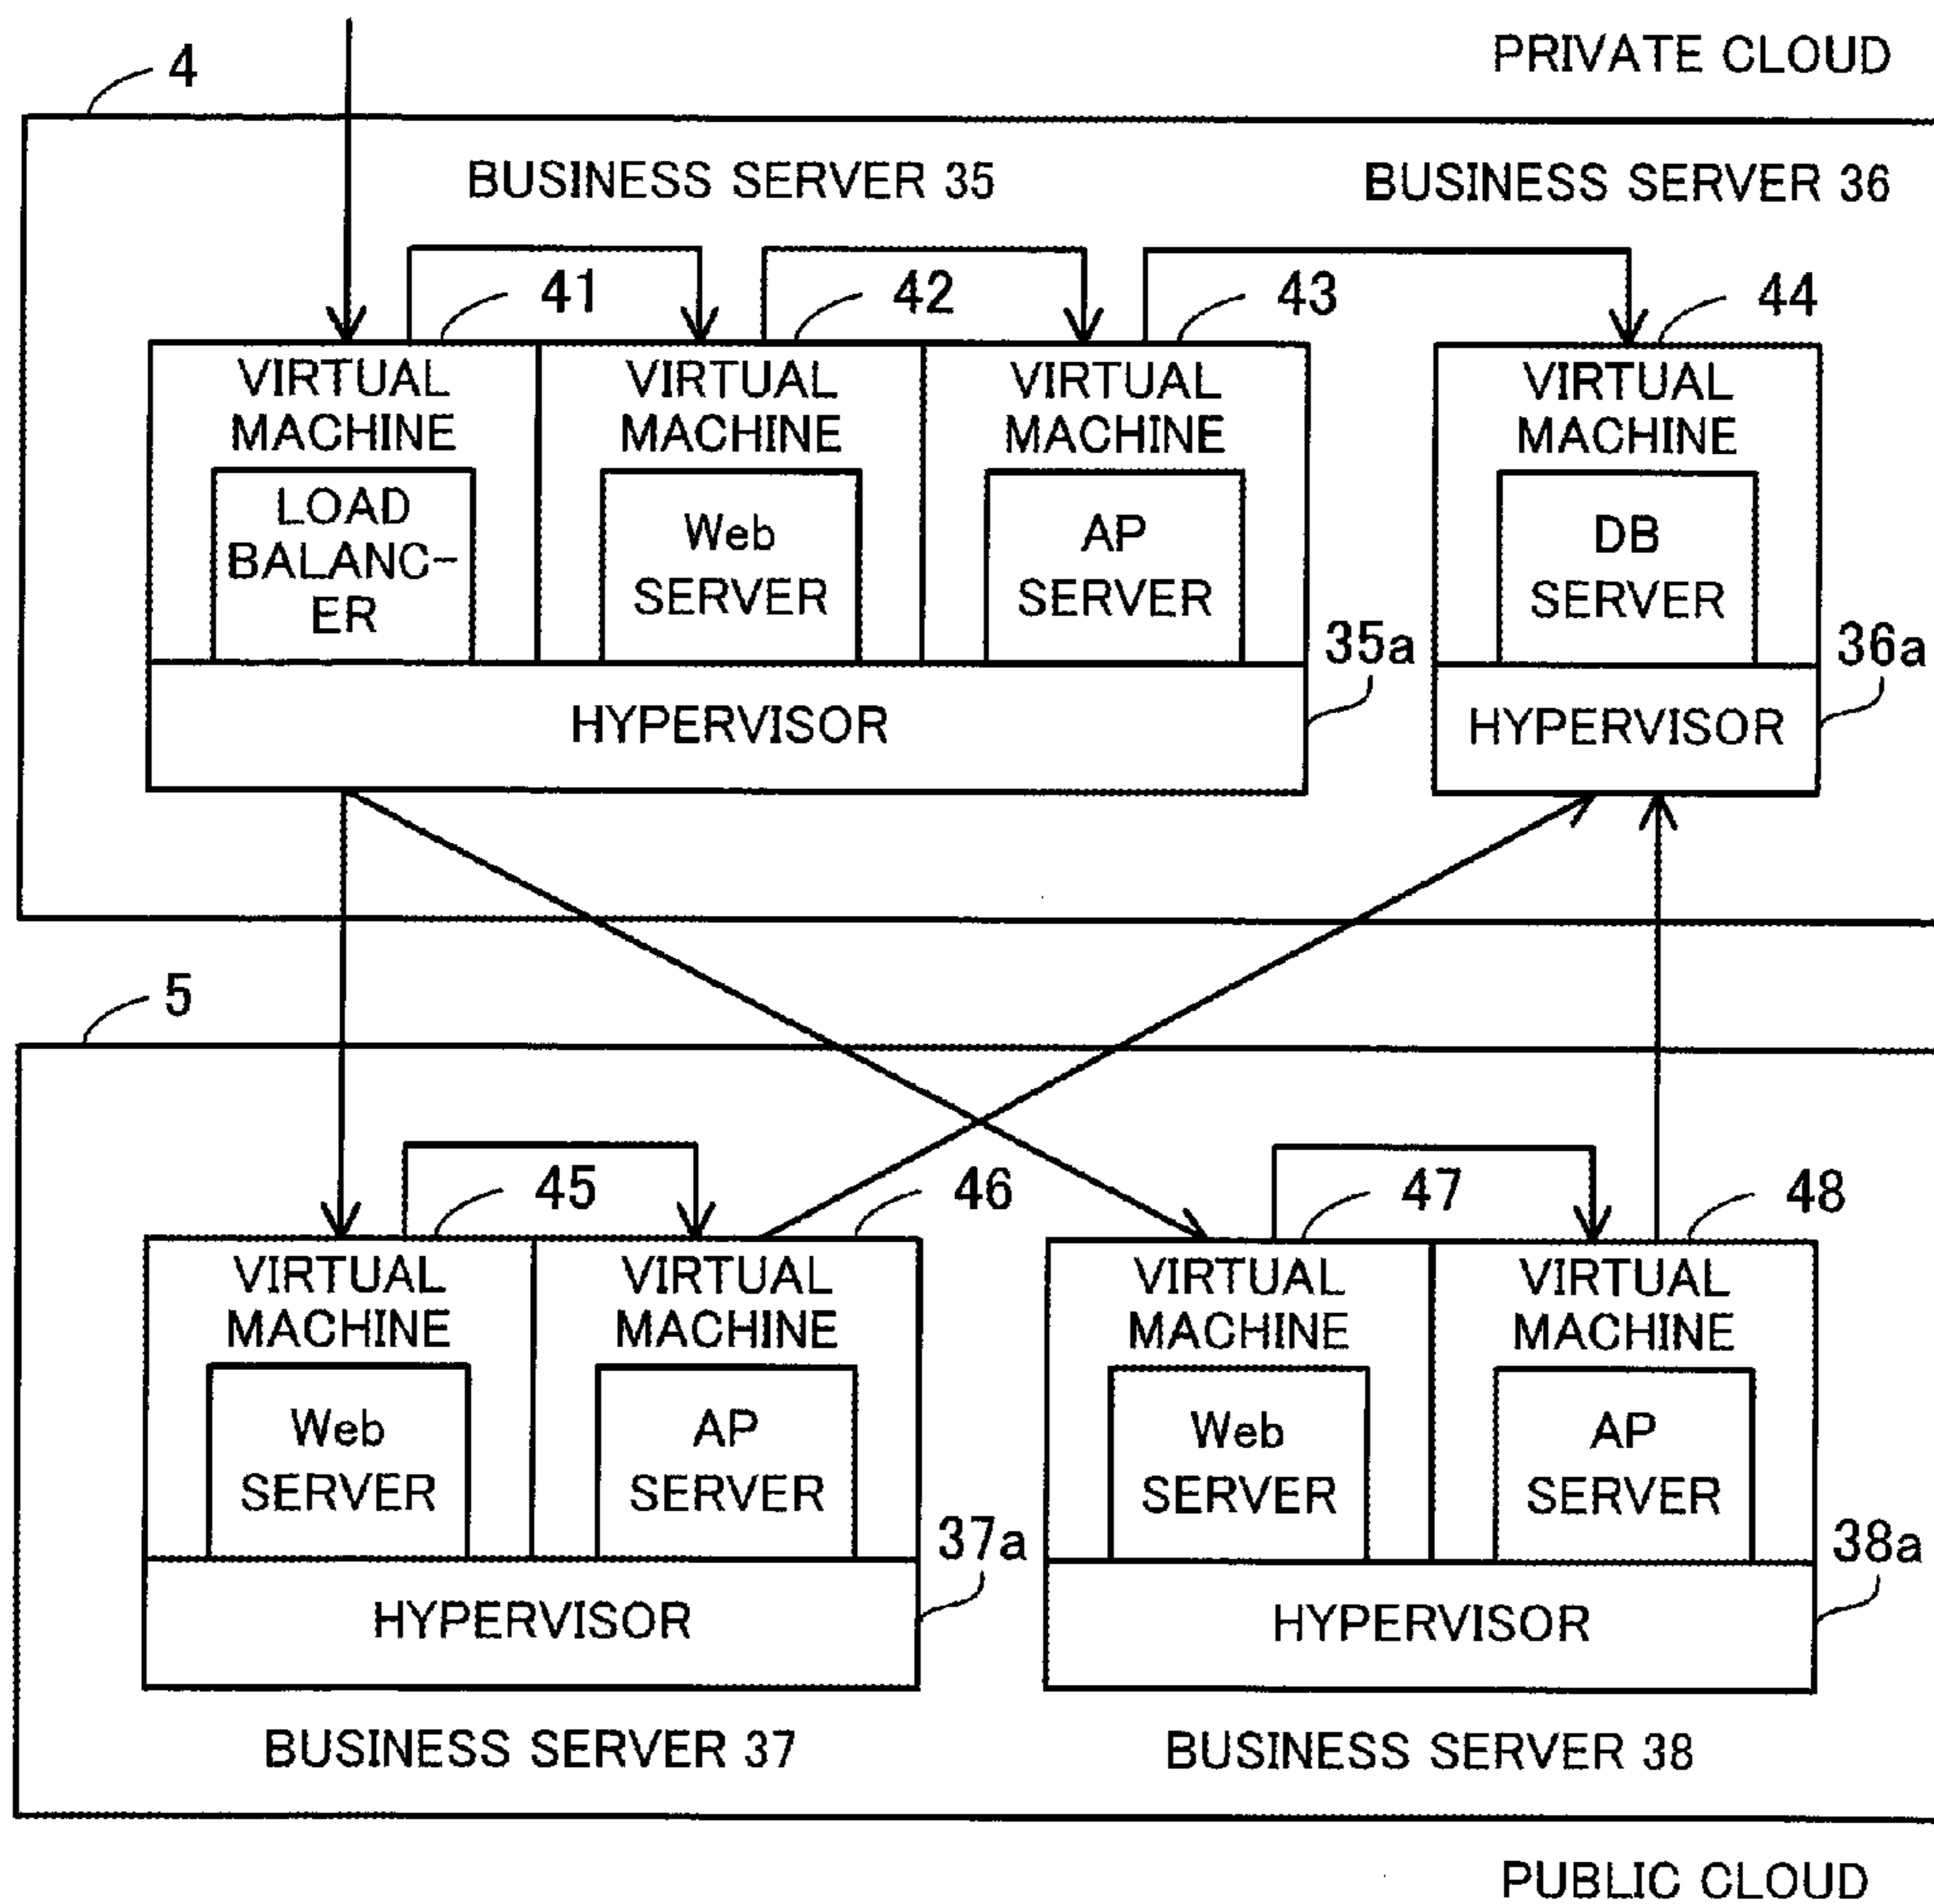 PRIVATE CLOUD
4
BUSINESS SERVER 35
BUSINESS SERVER 36
41
42
43
44
VIRTUAL
MACHINE
LOAD
BALANC-
ER
VIRTUAL
MACHINE
Web
SERVER
VIRTUAL
MACHINE
AP
SERVER
VIRTUAL
MACHINE
DB
SERVER
35a
36a
HYPERVISOR
HYPERVISOR
5
45
46
47
48
VIRTUAL
MACHINE
Web
SERVER
VIRTUAL
MACHINE
AP
SERVER
VIRTUAL
MACHINE
Web
SERVER
VIRTUAL
MACHINE
AP
SERVER
37a
38a
HYPERVISOR
HYPERVISOR
BUSINESS SERVER 37
BUSINESS SERVER 38
PUBLIC CLOUD